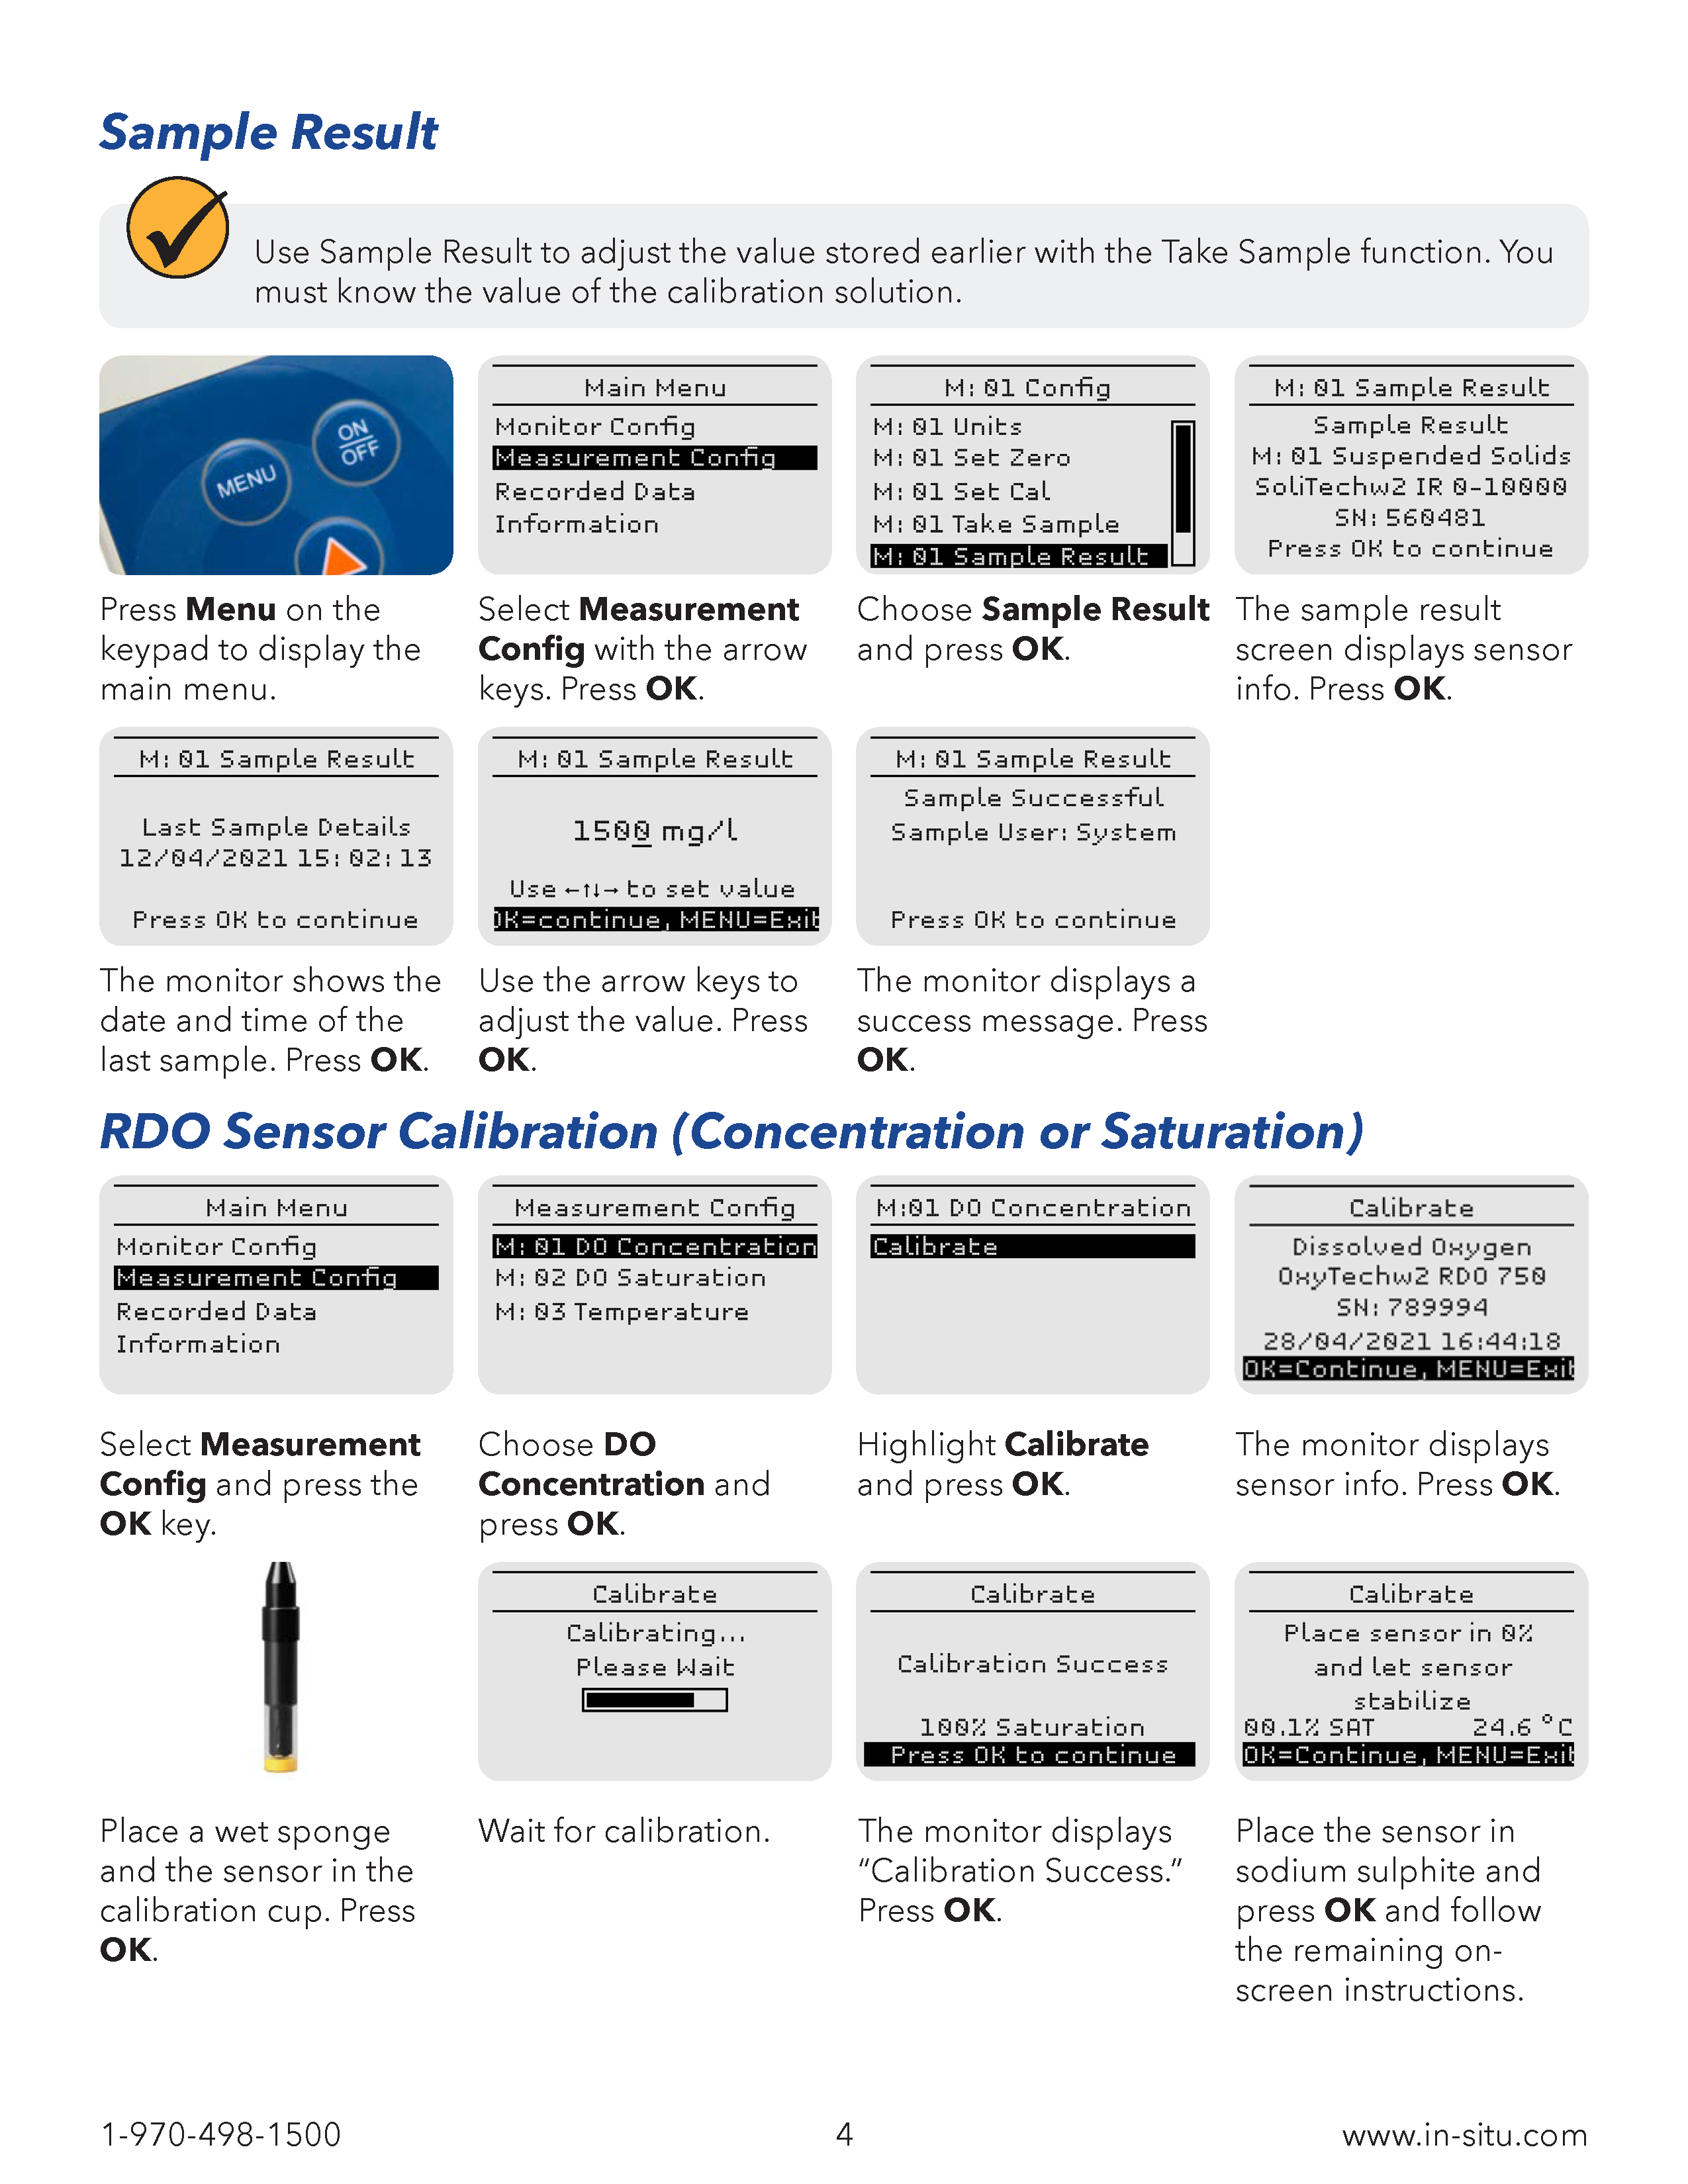 Sample Result
Use Sample Result to adjust the value stored earlier with the Take Sample function. You
must know the value of the calibration solution.
MENU
ON
OFF
Press Menu on the
keypad to display the
main menu.
Main Menu
Monitor Config
Measurement Config
Recorded Data
Information
Select Measurement
Config with the arrow
keys. Press OK.
M: 01 Config
M: 01 Units
M: 01 Set Zero
M: 01 Set Cal
M: 01 Take Sample
M: 01 Sample Result
Choose Sample Result
and press OK.
M: 01 Sample Result
Sample Result
M: 01 Suspended Solids
SoliTechw2 IR 0-10000
SN: 560481
Press OK to continue
The sample result
screen displays sensor
info. Press OK.
M: 01 Sample Result
Last Sample Details
12/04/2021 15: 02: 13
Press OK to continue
The monitor shows the
date and time of the
last sample. Press OK.
M: 01 Sample Result
1500 mg/l
Use ←↑↓→ to set value
OK=continue, MENU=Exit
Use the arrow keys to
adjust the value. Press
OK.
M: 01 Sample Result
Sample Successful
Sample User: System
Press OK to continue
The monitor displays a
success message. Press
OK.
RDO Sensor Calibration (Concentration or Saturation)
Main Menu
Monitor Config
Measurement Config
Recorded Data
Information
Select Measurement
Config and press the
OK key.
Measurement Config
M: 01 DO Concentration
M: 02 DO Saturation
M: 03 Temperature
Choose DO
Concentration and
press OK.
M:01 DO Concentration
Calibrate
Highlight Calibrate
and press OK.
Calibrate
Dissolved Oxygen
OxyTechw2 RDO 750
SN: 789994
28/04/2021 16:44:18
OK=Continue, MENU=Exit
The monitor displays
sensor info. Press OK.
Place a wet sponge
and the sensor in the
calibration cup. Press
OK.
Calibrate
Calibrating...
Please Wait
Wait for calibration.
Calibrate
Calibration Success
100% Saturation
Press OK to continue
The monitor displays
“Calibration Success.”
Press OK.
Calibrate
Place sensor in 0%
and let sensor
stabilize
00.1% SAT 24.6 °C
OK=Continue, MENU=Exit
Place the sensor in
sodium sulphite and
press OK and follow
the remaining on-
screen instructions.
1-970-498-1500
4
www.in-situ.com